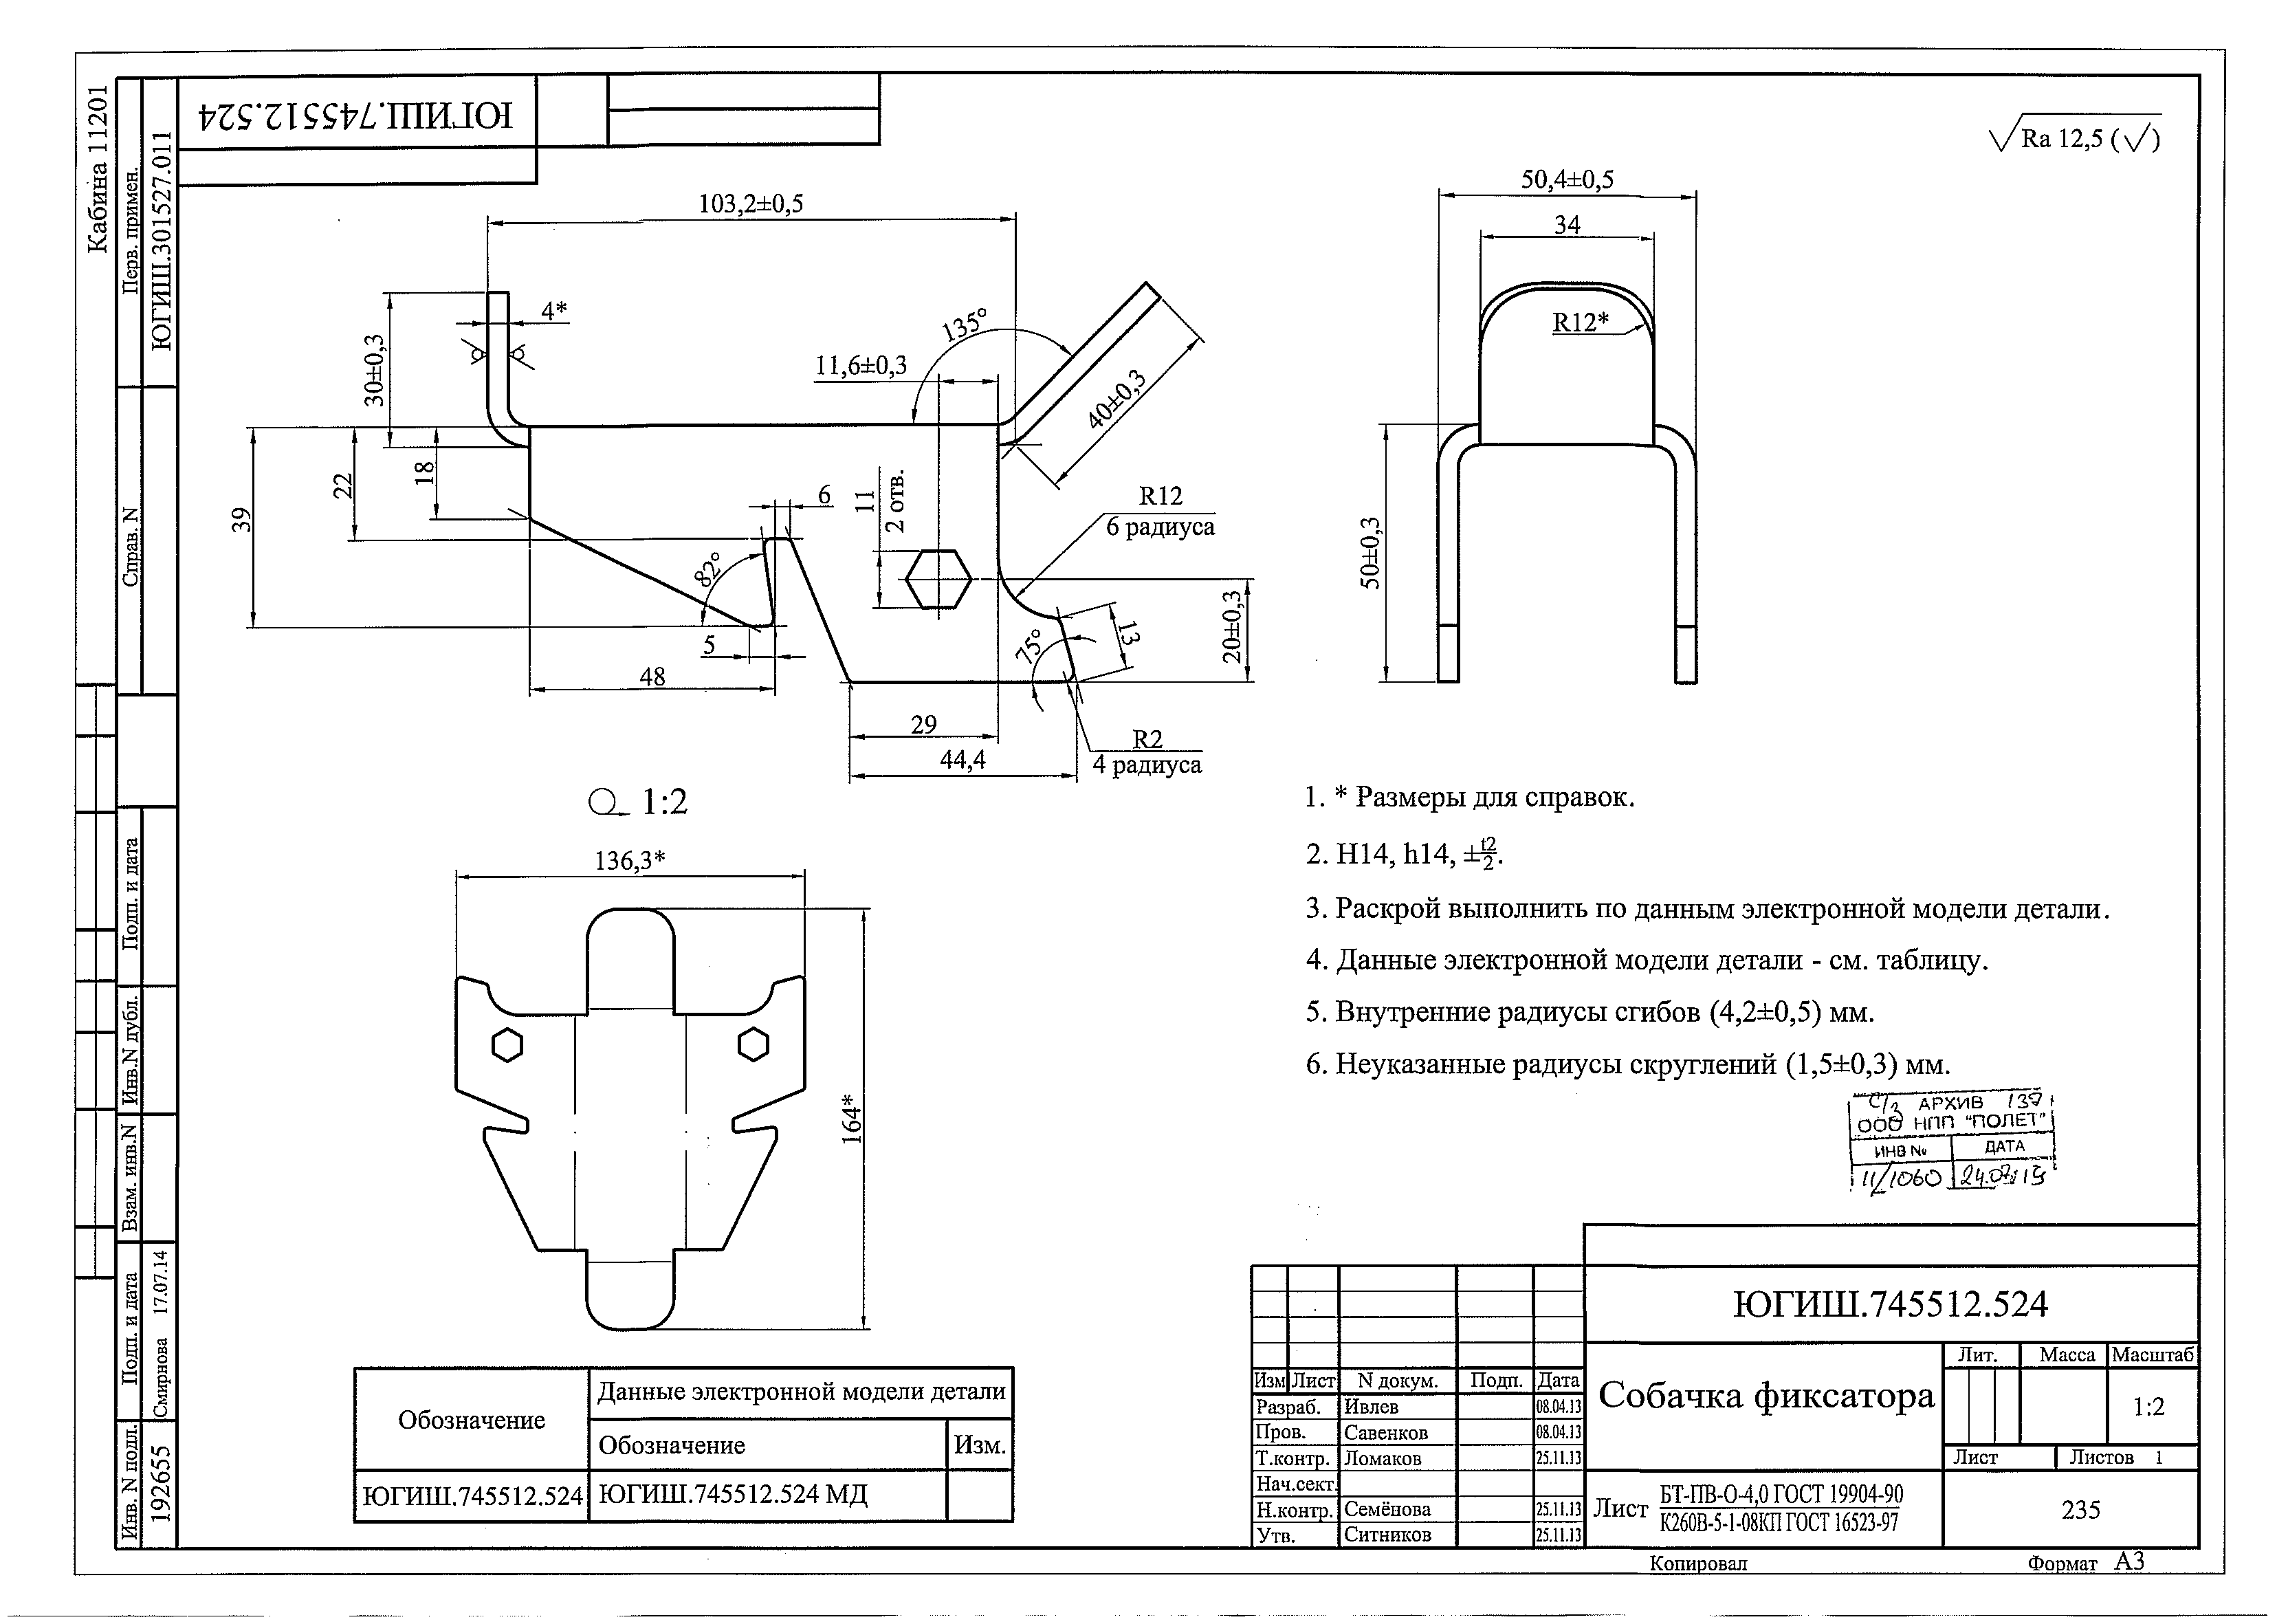 Кабина 11201
Перв. примен.
ЮГИШ.301527.011
Справ. N
Подп. и дата
Инв.N дубл.
Взам. инв.N
Подп. и дата
Смирнова 17.07.14
Инв. N подл.
192655
ЮГИШ.745512.524
Ra 12,5 (√)
103,2±0,5
4*
30±0,3
135°
11,6±0,3
40±0,3
39
22
18
6
11
2 отв.
82°
R12
6 радиуса
5
48
75°
13
20±0,3
29
44,4
R2
4 радиуса
50,4±0,5
34
R12*
50±0,3
1:2
136,3*
164*
1. * Размеры для справок.
2. H14, h14, ±t2/2.
3. Раскрой выполнить по данным электронной модели детали.
4. Данные электронной модели детали - см. таблицу.
5. Внутренние радиусы сгибов (4,2±0,5) мм.
6. Неуказанные радиусы скруглений (1,5±0,3) мм.
АРХИВ 139
ООО НПП "ПОЛЕТ"
ИНВ № ДАТА
11/1060
Обозначение
Данные электронной модели детали
Обозначение Изм.
ЮГИШ.745512.524 ЮГИШ.745512.524 МД
ЮГИШ.745512.524
Изм Лист N докум. Подп. Дата
Разраб. Ивлев 08.04.13
Пров. Савенков 08.04.13
Т.контр. Ломаков 25.11.13
Нач.сект.
Н.контр. Семёнова 25.11.13
Утв. Ситников 25.11.13
Собачка фиксатора
Лит. Масса Масштаб
1:2
Лист Листов 1
Лист БТ-ПВ-О-4,0 ГОСТ 19904-90
К260В-5-1-08КП ГОСТ 16523-97
235
Копировал
Формат А3